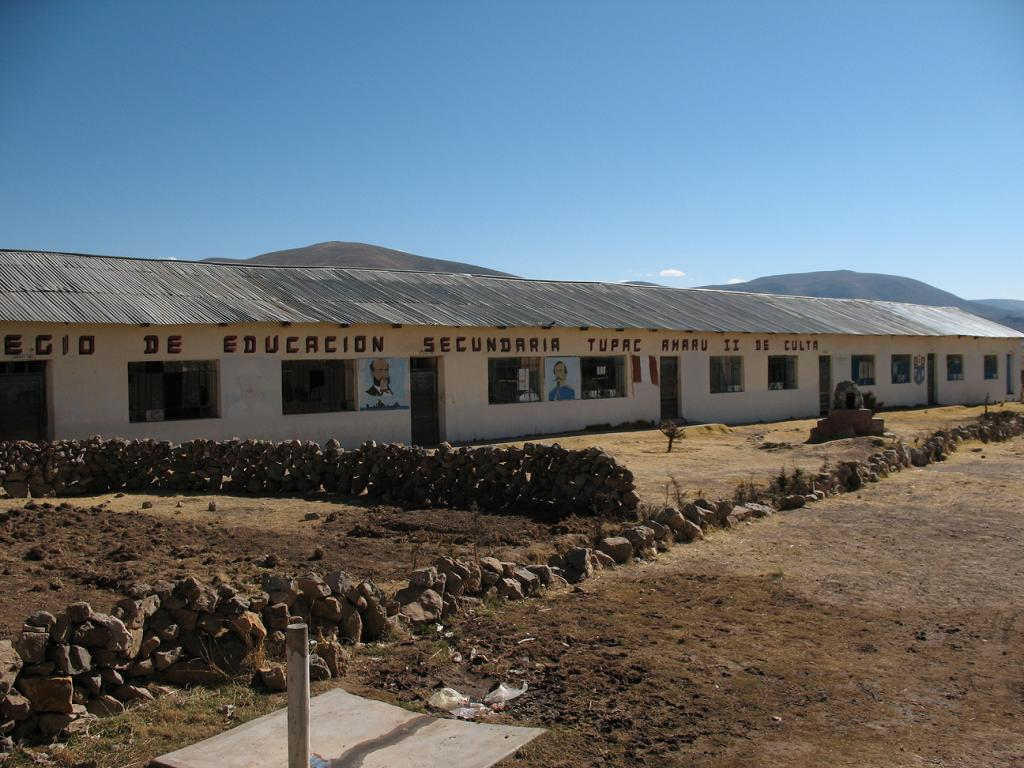 EGIO DE EDUCACION SECUNDARIA TUPAC AMARU II DE CULTA